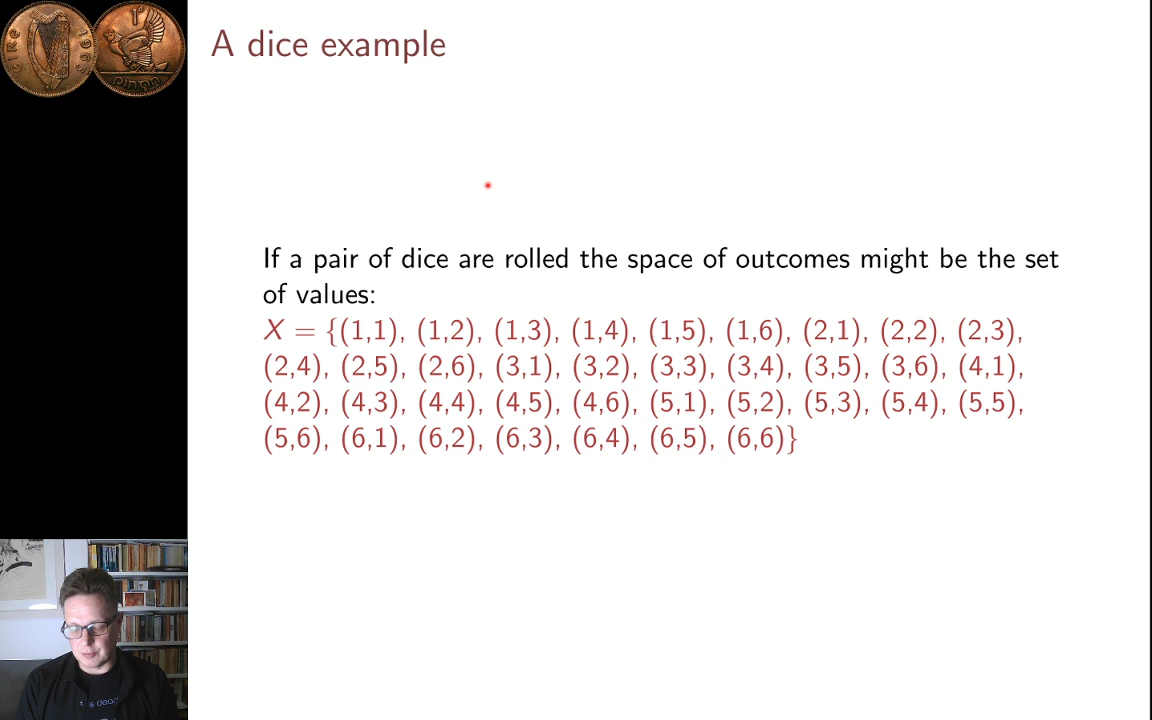 ÉIRE 1965
1d
pinginn
A dice example
If a pair of dice are rolled the space of outcomes might be the set
of values:
X = {(1,1), (1,2), (1,3), (1,4), (1,5), (1,6), (2,1), (2,2), (2,3),
(2,4), (2,5), (2,6), (3,1), (3,2), (3,3), (3,4), (3,5), (3,6), (4,1),
(4,2), (4,3), (4,4), (4,5), (4,6), (5,1), (5,2), (5,3), (5,4), (5,5),
(5,6), (6,1), (6,2), (6,3), (6,4), (6,5), (6,6)}